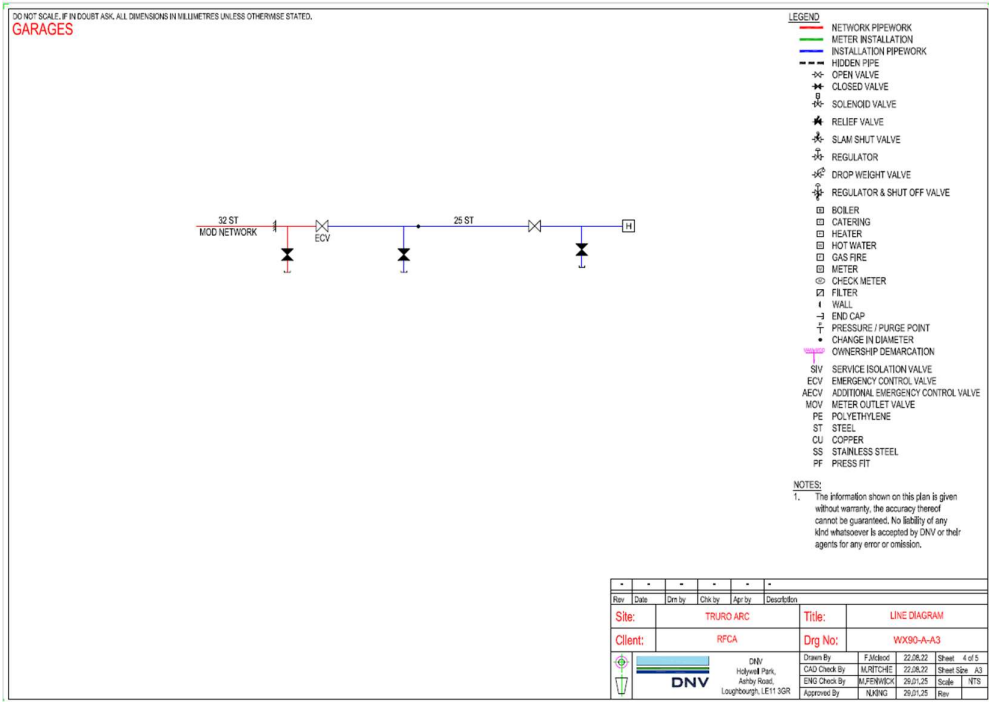 DO NOT SCALE, IF IN DOUBT ASK. ALL DIMENSIONS IN MILLIMETRES UNLESS OTHERWISE STATED.
GARAGES
32 ST
MOD NETWORK
ECV
25 ST
H
LEGEND
NETWORK PIPEWORK
METER INSTALLATION
INSTALLATION PIPEWORK
HIDDEN PIPE
OPEN VALVE
CLOSED VALVE
SOLENOID VALVE
RELIEF VALVE
SLAM SHUT VALVE
REGULATOR
DROP WEIGHT VALVE
REGULATOR & SHUT OFF VALVE
BOILER
CATERING
HEATER
HOT WATER
GAS FIRE
METER
CHECK METER
FILTER
WALL
END CAP
PRESSURE / PURGE POINT
CHANGE IN DIAMETER
OWNERSHIP DEMARCATION
SIV SERVICE ISOLATION VALVE
ECV EMERGENCY CONTROL VALVE
AECV ADDITIONAL EMERGENCY CONTROL VALVE
MOV METER OUTLET VALVE
PE POLYETHYLENE
ST STEEL
CU COPPER
SS STAINLESS STEEL
PF PRESS FIT
NOTES:
1. The information shown on this plan is given
without warranty, the accuracy thereof
cannot be guaranteed. No liability of any
kind whatsoever is accepted by DNV or their
agents for any error or omission.
- - - - - -
Rev Date Drn by Chk by Apr by Description
Site: TRURO ARC Title: LINE DIAGRAM
Client: RFCA Drg No: WX90-A-A3
DNV
DNV
Holywell Park,
Ashby Road,
Loughbourgh, LE11 3GR
Drawn By F.Mcleod 22.08.22 Sheet 4 of 5
CAD Check By M.RITCHIE 22.08.22 Sheet Size A3
ENG Check By M.FENWICK 29.01.25 Scale NTS
Approved By N.KING 29.01.25 Rev